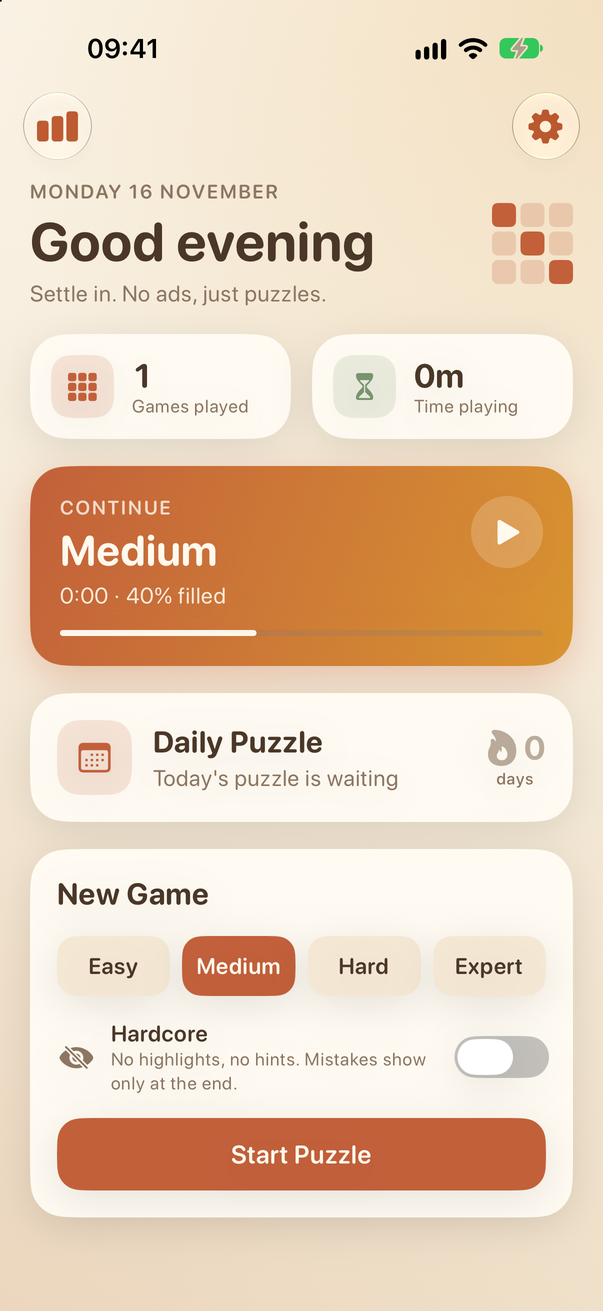 09:41
MONDAY 16 NOVEMBER
Good evening
Settle in. No ads, just puzzles.
1
Games played
0m
Time playing
CONTINUE
Medium
0:00 · 40% filled
Daily Puzzle
Today's puzzle is waiting
0
days
New Game
Easy
Medium
Hard
Expert
Hardcore
No highlights, no hints. Mistakes show
only at the end.
Start Puzzle